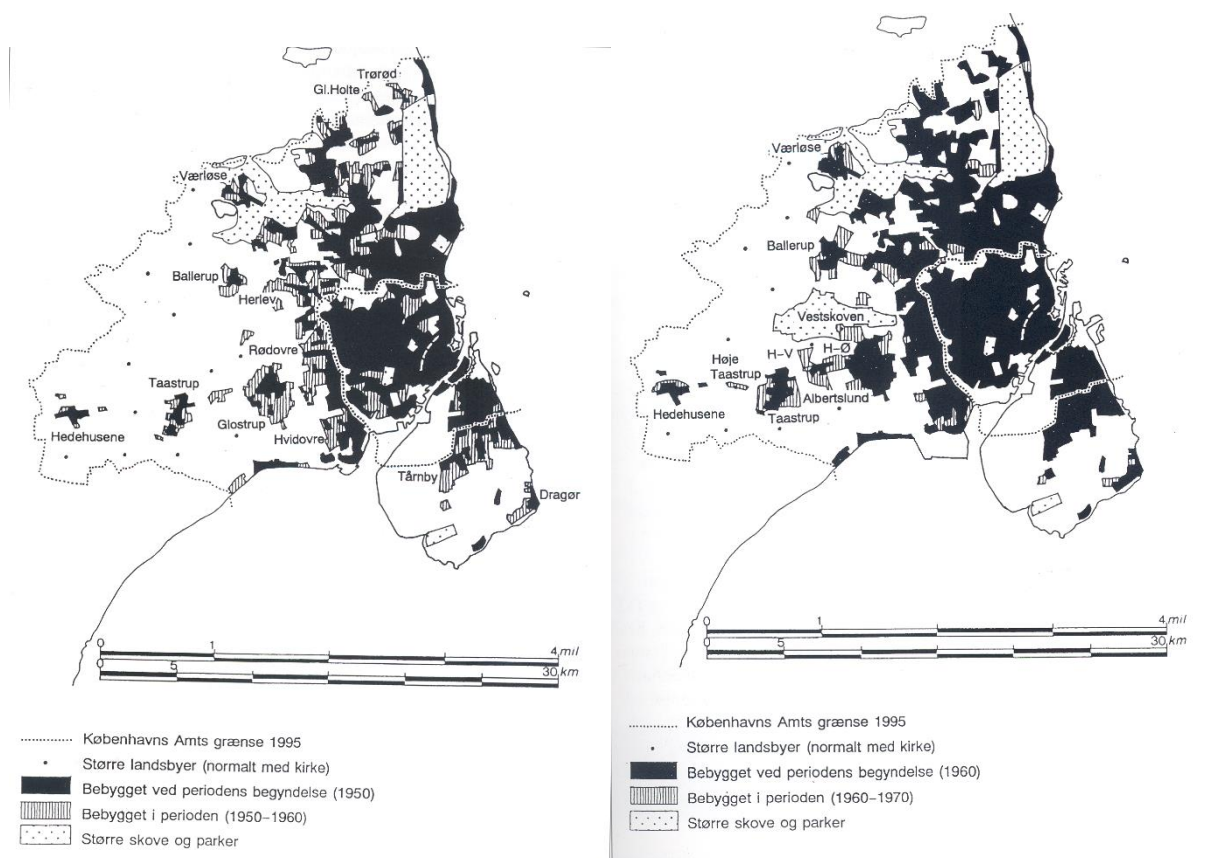 Trørød
Gl.Holte
Værløse
Ballerup
Herlev
Rødovre
Taastrup
Glostrup
Hedehusene
Hvidovre
Tårnby
Dragør
0 1 4 mil
0 5 30 km
Københavns Amts grænse 1995
Større landsbyer (normalt med kirke)
Bebygget ved periodens begyndelse (1950)
Bebygget i perioden (1950–1960)
Større skove og parker
Værløse
Ballerup
Vestskoven
H–V H–Ø
Høje
Taastrup
Albertslund
Hedehusene
Taastrup
0 1 4 mil
0 5 30 km
Københavns Amts grænse 1995
Større landsbyer (normalt med kirke)
Bebygget ved periodens begyndelse (1960)
Bebygget i perioden (1960–1970)
Større skove og parker